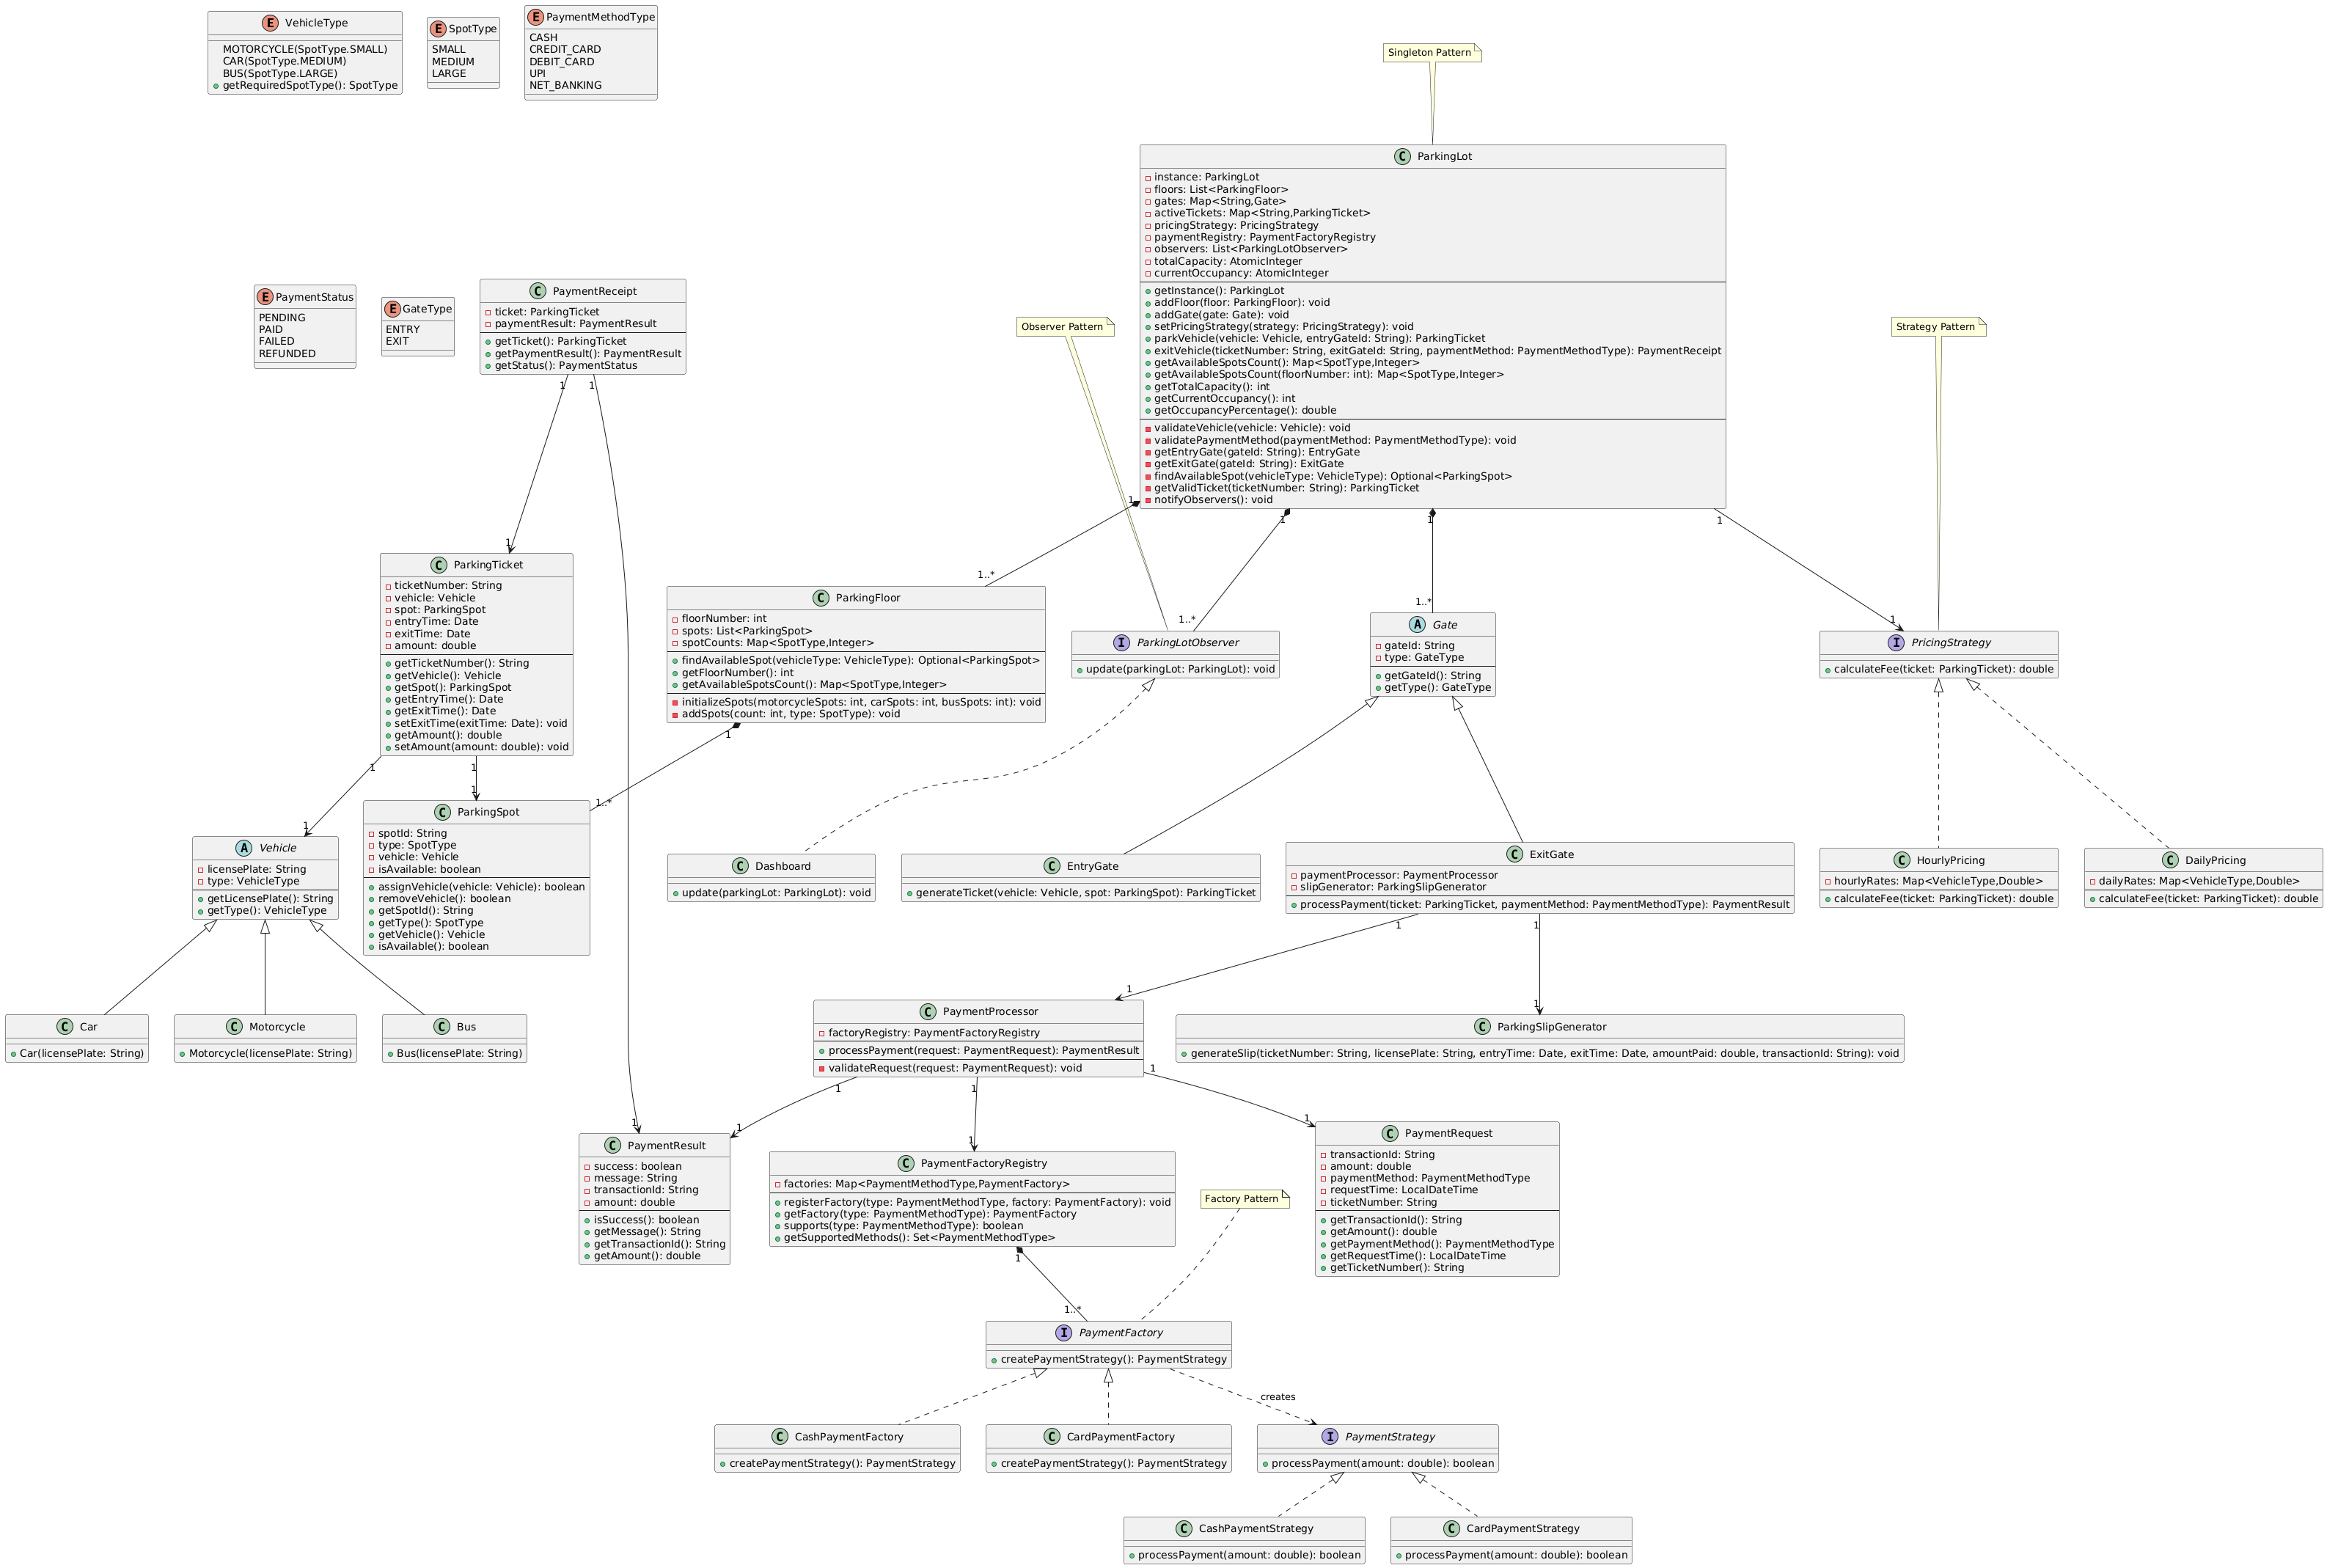 E VehicleType
MOTORCYCLE(SpotType.SMALL)
CAR(SpotType.MEDIUM)
BUS(SpotType.LARGE)
getRequiredSpotType(): SpotType
E SpotType
SMALL
MEDIUM
LARGE
E PaymentMethodType
CASH
CREDIT_CARD
DEBIT_CARD
UPI
NET_BANKING
Singleton Pattern
C ParkingLot
instance: ParkingLot
floors: List<ParkingFloor>
gates: Map<String,Gate>
activeTickets: Map<String,ParkingTicket>
pricingStrategy: PricingStrategy
paymentRegistry: PaymentFactoryRegistry
observers: List<ParkingLotObserver>
totalCapacity: AtomicInteger
currentOccupancy: AtomicInteger
getInstance(): ParkingLot
addFloor(floor: ParkingFloor): void
addGate(gate: Gate): void
setPricingStrategy(strategy: PricingStrategy): void
parkVehicle(vehicle: Vehicle, entryGateId: String): ParkingTicket
exitVehicle(ticketNumber: String, exitGateId: String, paymentMethod: PaymentMethodType): PaymentReceipt
getAvailableSpotsCount(): Map<SpotType,Integer>
getAvailableSpotsCount(floorNumber: int): Map<SpotType,Integer>
getTotalCapacity(): int
getCurrentOccupancy(): int
getOccupancyPercentage(): double
validateVehicle(vehicle: Vehicle): void
validatePaymentMethod(paymentMethod: PaymentMethodType): void
getEntryGate(gateId: String): EntryGate
getExitGate(gateId: String): ExitGate
findAvailableSpot(vehicleType: VehicleType): Optional<ParkingSpot>
getValidTicket(ticketNumber: String): ParkingTicket
notifyObservers(): void
E PaymentStatus
PENDING
PAID
FAILED
REFUNDED
E GateType
ENTRY
EXIT
C PaymentReceipt
ticket: ParkingTicket
paymentResult: PaymentResult
getTicket(): ParkingTicket
getPaymentResult(): PaymentResult
getStatus(): PaymentStatus
Observer Pattern
Strategy Pattern
1
1
1
1
1
1
1
1..*
1..*
1..*
1
C ParkingTicket
ticketNumber: String
vehicle: Vehicle
spot: ParkingSpot
entryTime: Date
exitTime: Date
amount: double
getTicketNumber(): String
getVehicle(): Vehicle
getSpot(): ParkingSpot
getEntryTime(): Date
getExitTime(): Date
setExitTime(exitTime: Date): void
getAmount(): double
setAmount(amount: double): void
C ParkingFloor
floorNumber: int
spots: List<ParkingSpot>
spotCounts: Map<SpotType,Integer>
findAvailableSpot(vehicleType: VehicleType): Optional<ParkingSpot>
getFloorNumber(): int
getAvailableSpotsCount(): Map<SpotType,Integer>
initializeSpots(motorcycleSpots: int, carSpots: int, busSpots: int): void
addSpots(count: int, type: SpotType): void
I ParkingLotObserver
update(parkingLot: ParkingLot): void
A Gate
gateId: String
type: GateType
getGateId(): String
getType(): GateType
I PricingStrategy
calculateFee(ticket: ParkingTicket): double
1
1
1
1
1
1..*
A Vehicle
licensePlate: String
type: VehicleType
getLicensePlate(): String
getType(): VehicleType
C ParkingSpot
spotId: String
type: SpotType
vehicle: Vehicle
isAvailable: boolean
assignVehicle(vehicle: Vehicle): boolean
removeVehicle(): boolean
getSpotId(): String
getType(): SpotType
getVehicle(): Vehicle
isAvailable(): boolean
C Dashboard
update(parkingLot: ParkingLot): void
C EntryGate
generateTicket(vehicle: Vehicle, spot: ParkingSpot): ParkingTicket
C ExitGate
paymentProcessor: PaymentProcessor
slipGenerator: ParkingSlipGenerator
processPayment(ticket: ParkingTicket, paymentMethod: PaymentMethodType): PaymentResult
C HourlyPricing
hourlyRates: Map<VehicleType,Double>
calculateFee(ticket: ParkingTicket): double
C DailyPricing
dailyRates: Map<VehicleType,Double>
calculateFee(ticket: ParkingTicket): double
1
1
1
1
C Car
Car(licensePlate: String)
C Motorcycle
Motorcycle(licensePlate: String)
C Bus
Bus(licensePlate: String)
C PaymentProcessor
factoryRegistry: PaymentFactoryRegistry
processPayment(request: PaymentRequest): PaymentResult
validateRequest(request: PaymentRequest): void
C ParkingSlipGenerator
generateSlip(ticketNumber: String, licensePlate: String, entryTime: Date, exitTime: Date, amountPaid: double, transactionId: String): void
1
1
1
1
1
1
1
C PaymentResult
success: boolean
message: String
transactionId: String
amount: double
isSuccess(): boolean
getMessage(): String
getTransactionId(): String
getAmount(): double
C PaymentFactoryRegistry
factories: Map<PaymentMethodType,PaymentFactory>
registerFactory(type: PaymentMethodType, factory: PaymentFactory): void
getFactory(type: PaymentMethodType): PaymentFactory
supports(type: PaymentMethodType): boolean
getSupportedMethods(): Set<PaymentMethodType>
Factory Pattern
C PaymentRequest
transactionId: String
amount: double
paymentMethod: PaymentMethodType
requestTime: LocalDateTime
ticketNumber: String
getTransactionId(): String
getAmount(): double
getPaymentMethod(): PaymentMethodType
getRequestTime(): LocalDateTime
getTicketNumber(): String
1
1..*
I PaymentFactory
createPaymentStrategy(): PaymentStrategy
creates
C CashPaymentFactory
createPaymentStrategy(): PaymentStrategy
C CardPaymentFactory
createPaymentStrategy(): PaymentStrategy
I PaymentStrategy
processPayment(amount: double): boolean
C CashPaymentStrategy
processPayment(amount: double): boolean
C CardPaymentStrategy
processPayment(amount: double): boolean